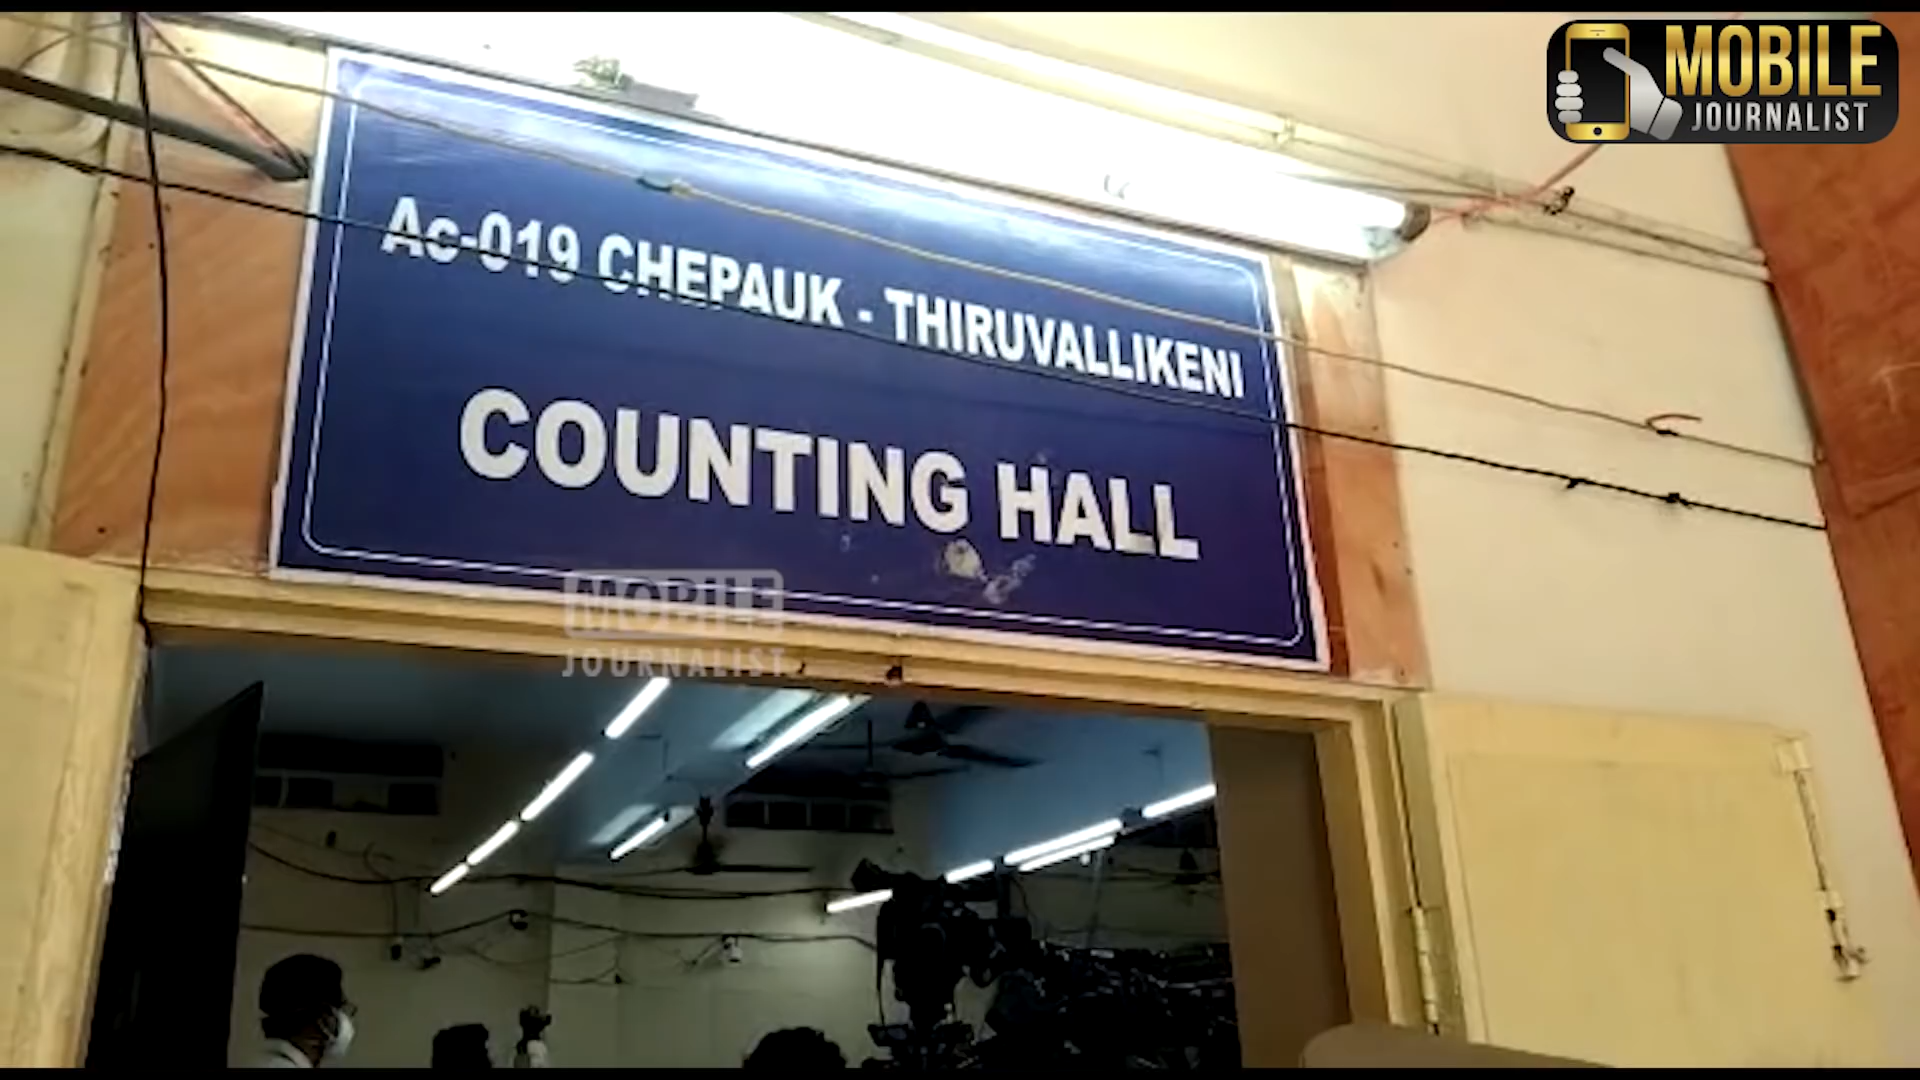 MOBILE
JOURNALIST
Ac-019 CHEPAUK - THIRUVALLIKENI
COUNTING HALL
MOBILE
JOURNALIST